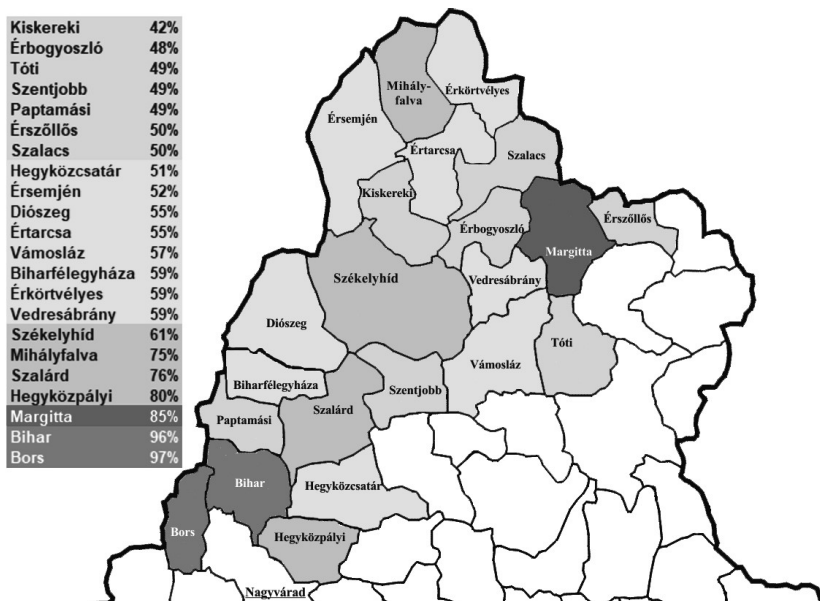 Kiskereki 42%
Érbogyoszló 48%
Tóti 49%
Szentjobb 49%
Paptamási 49%
Érszőllős 50%
Szalacs 50%
Hegyközcsatár 51%
Érsemjén 52%
Diószeg 55%
Értarcsa 55%
Vámosláz 57%
Biharfélegyháza 59%
Érkörtvélyes 59%
Vedresábrány 59%
Székelyhíd 61%
Mihályfalva 75%
Szalárd 76%
Hegyközpályi 80%
Margitta 85%
Bihar 96%
Bors 97%
Mihály-
falva
Érkörtvélyes
Érsemjén
Értarcsa
Szalacs
Kiskereki
Érbogyoszló
Érszőllős
Margitta
Székelyhíd
Vedresábrány
Diószeg
Tóti
Vámosláz
Biharfélegyháza
Szentjobb
Szalárd
Paptamási
Bihar
Hegyközcsatár
Bors
Hegyközpályi
Nagyvárad